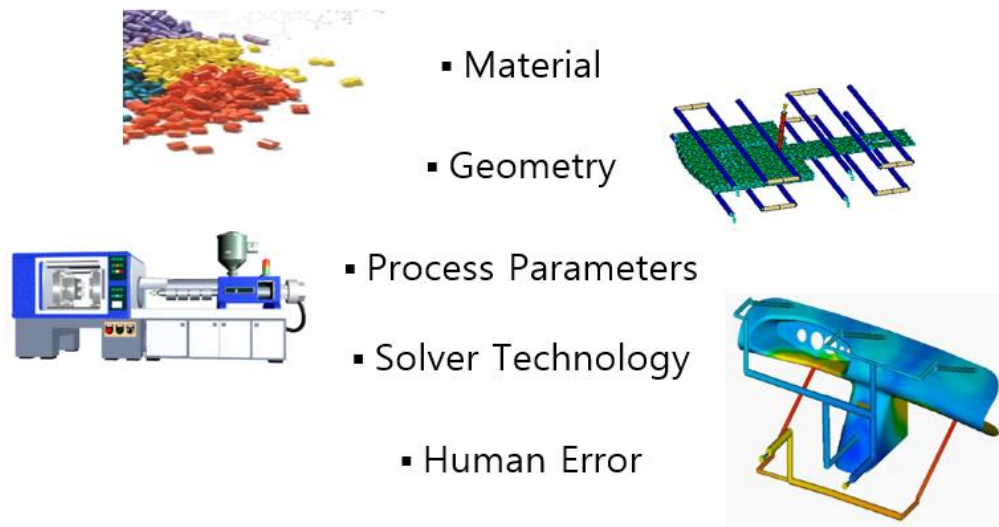 ▪ Material
▪ Geometry
▪ Process Parameters
▪ Solver Technology
▪ Human Error